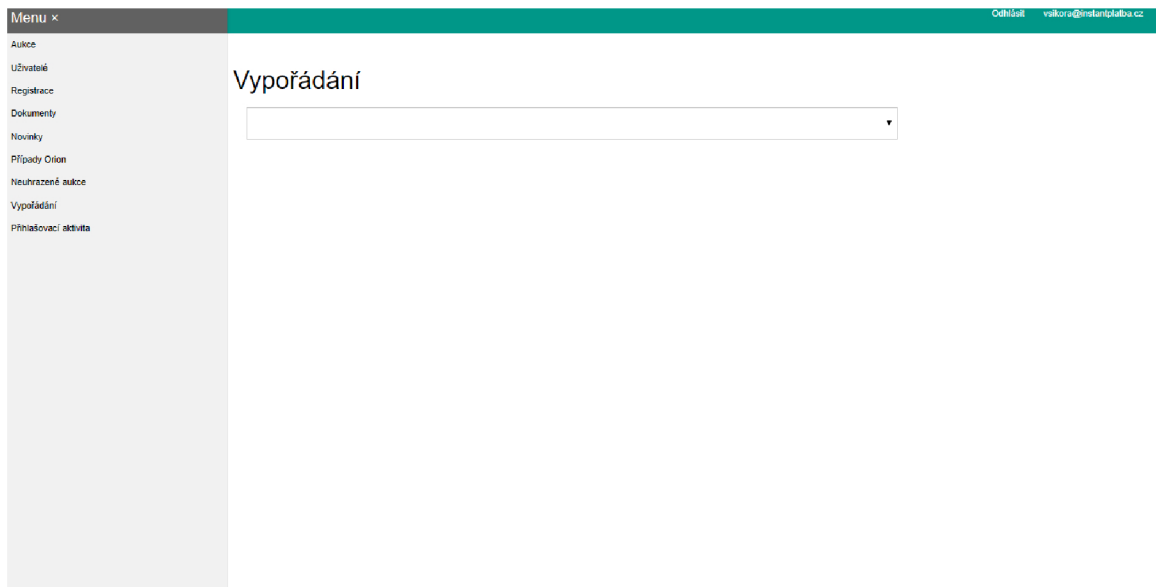 Menu ×
Odhlásit vsikora@instantplatba.cz
Aukce
Uživatelé
Registrace
Dokumenty
Novinky
Případy Orion
Neuhrazené aukce
Vypořádání
Přihlašovací aktivita
Vypořádání